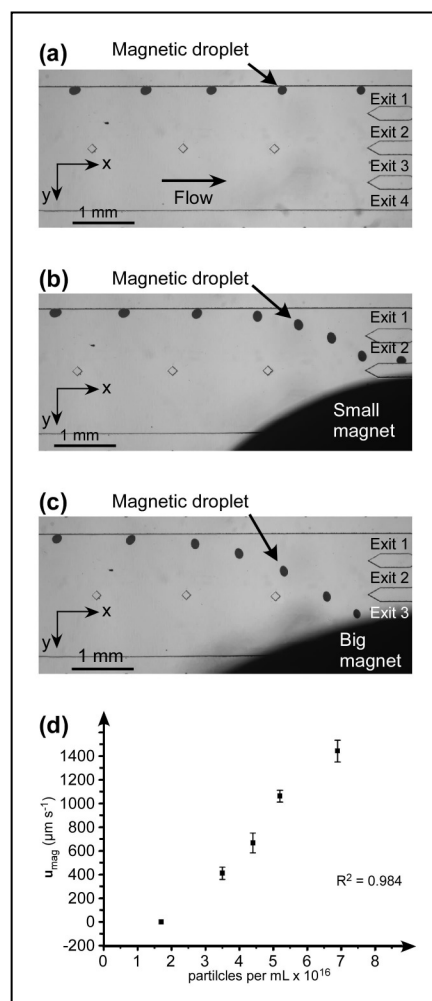 (a)
Magnetic droplet
Exit 1
Exit 2
Exit 3
Exit 4
x
y
Flow
1 mm
(b)
Magnetic droplet
Exit 1
Exit 2
x
y
1 mm
Small
magnet
(c)
Magnetic droplet
Exit 1
Exit 2
Exit 3
x
y
1 mm
Big
magnet
(d)
1400
1200
1000
800
600
400
200
0
-200
u_mag (µm s⁻¹)
R² = 0.984
0 1 2 3 4 5 6 7 8
partilcles per mL x 10¹⁶